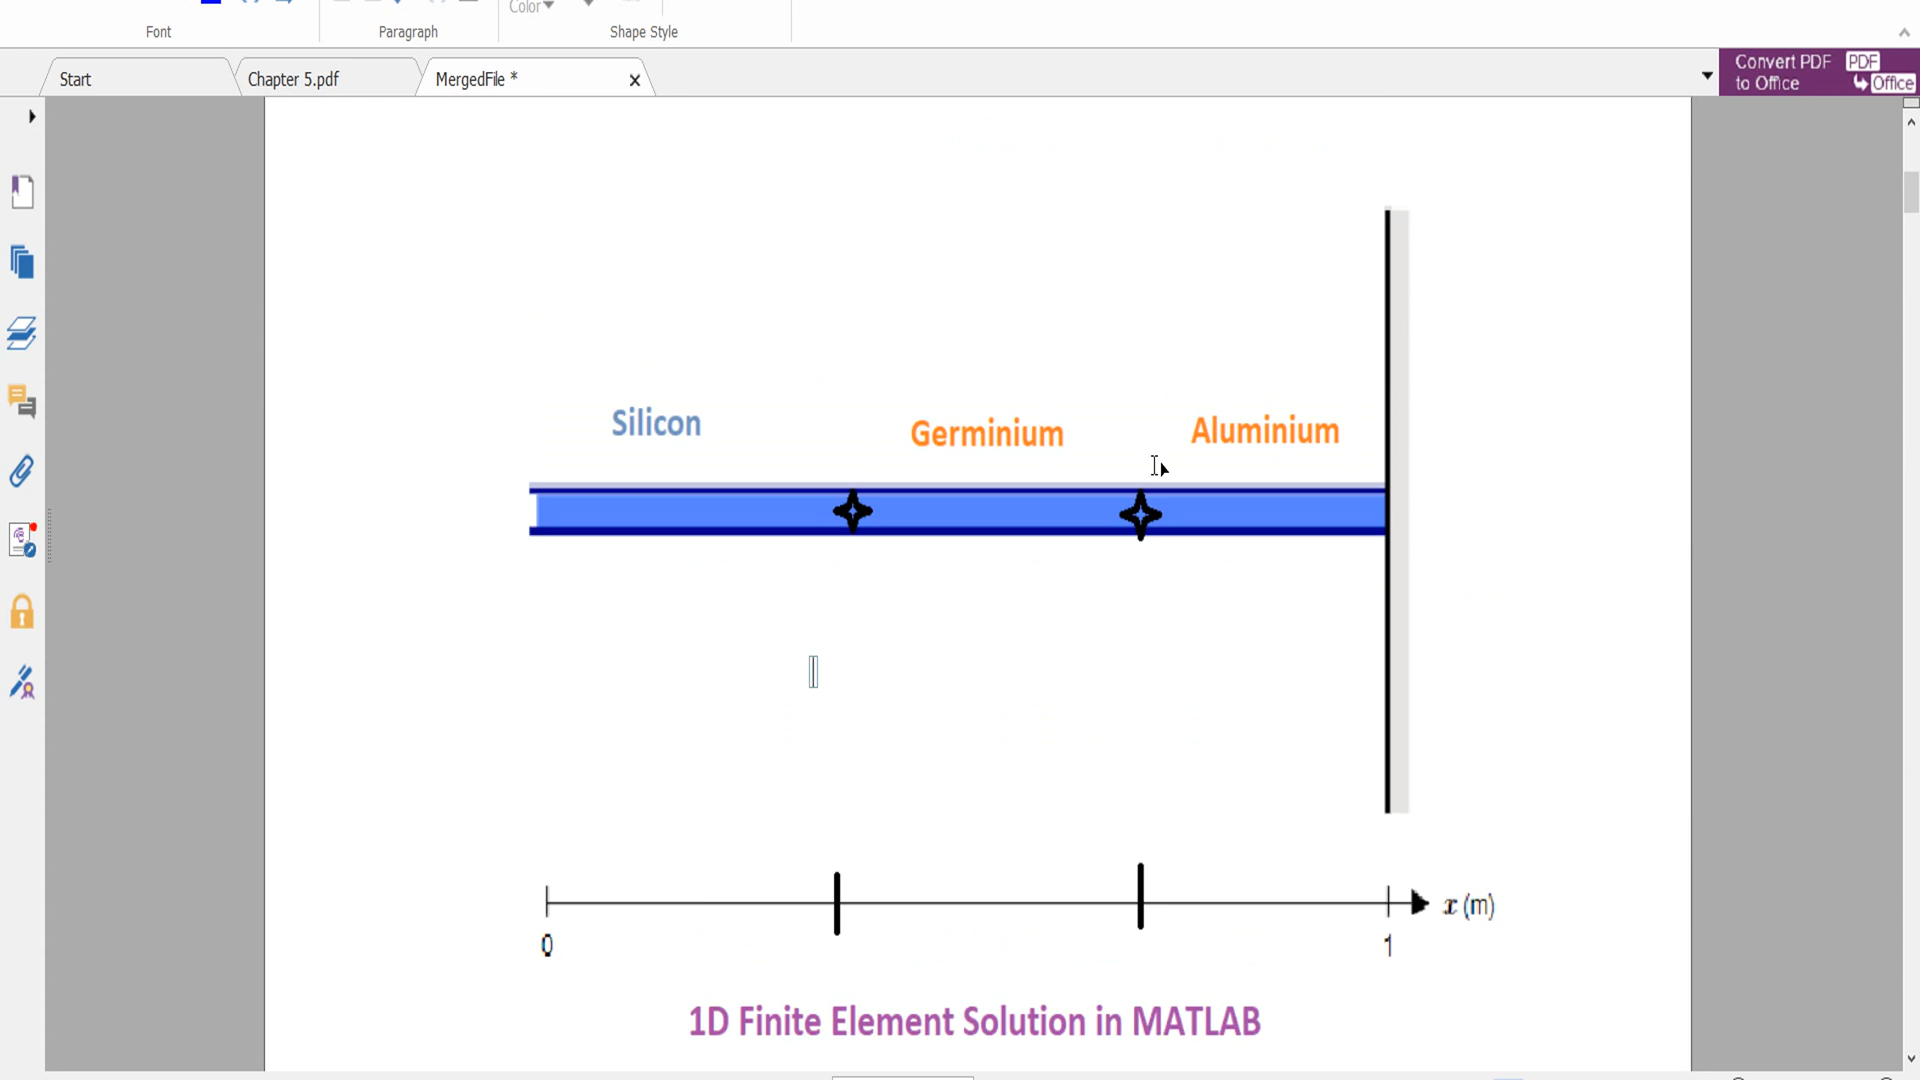 Color
Font
Paragraph
Shape Style
Start
Chapter 5.pdf
MergedFile *
Convert PDF to Office
PDF
Office
Silicon
Germinium
Aluminium
x (m)
0
1
1D Finite Element Solution in MATLAB